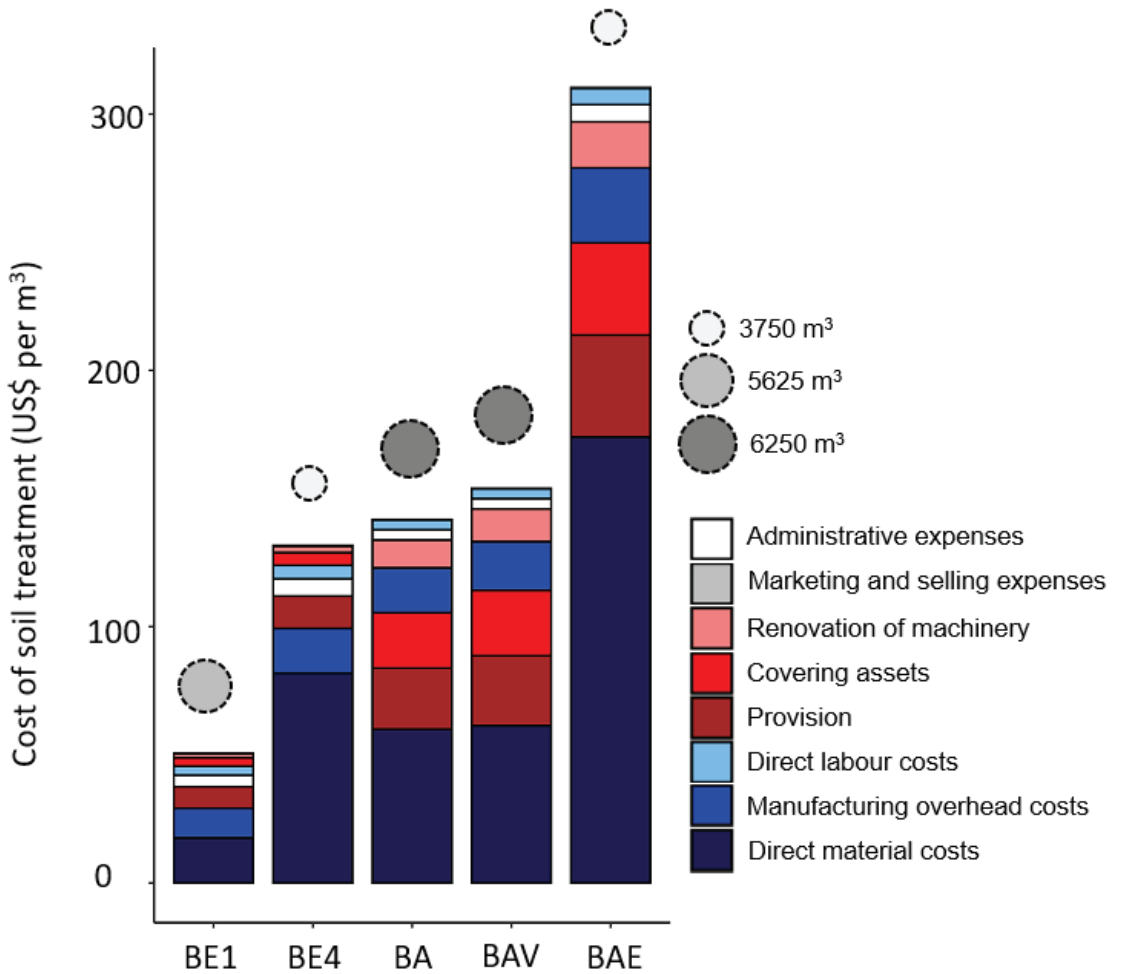 Cost of soil treatment (US$ per m³)
300
200
100
0
BE1 BE4 BA BAV BAE
3750 m³
5625 m³
6250 m³
Administrative expenses
Marketing and selling expenses
Renovation of machinery
Covering assets
Provision
Direct labour costs
Manufacturing overhead costs
Direct material costs